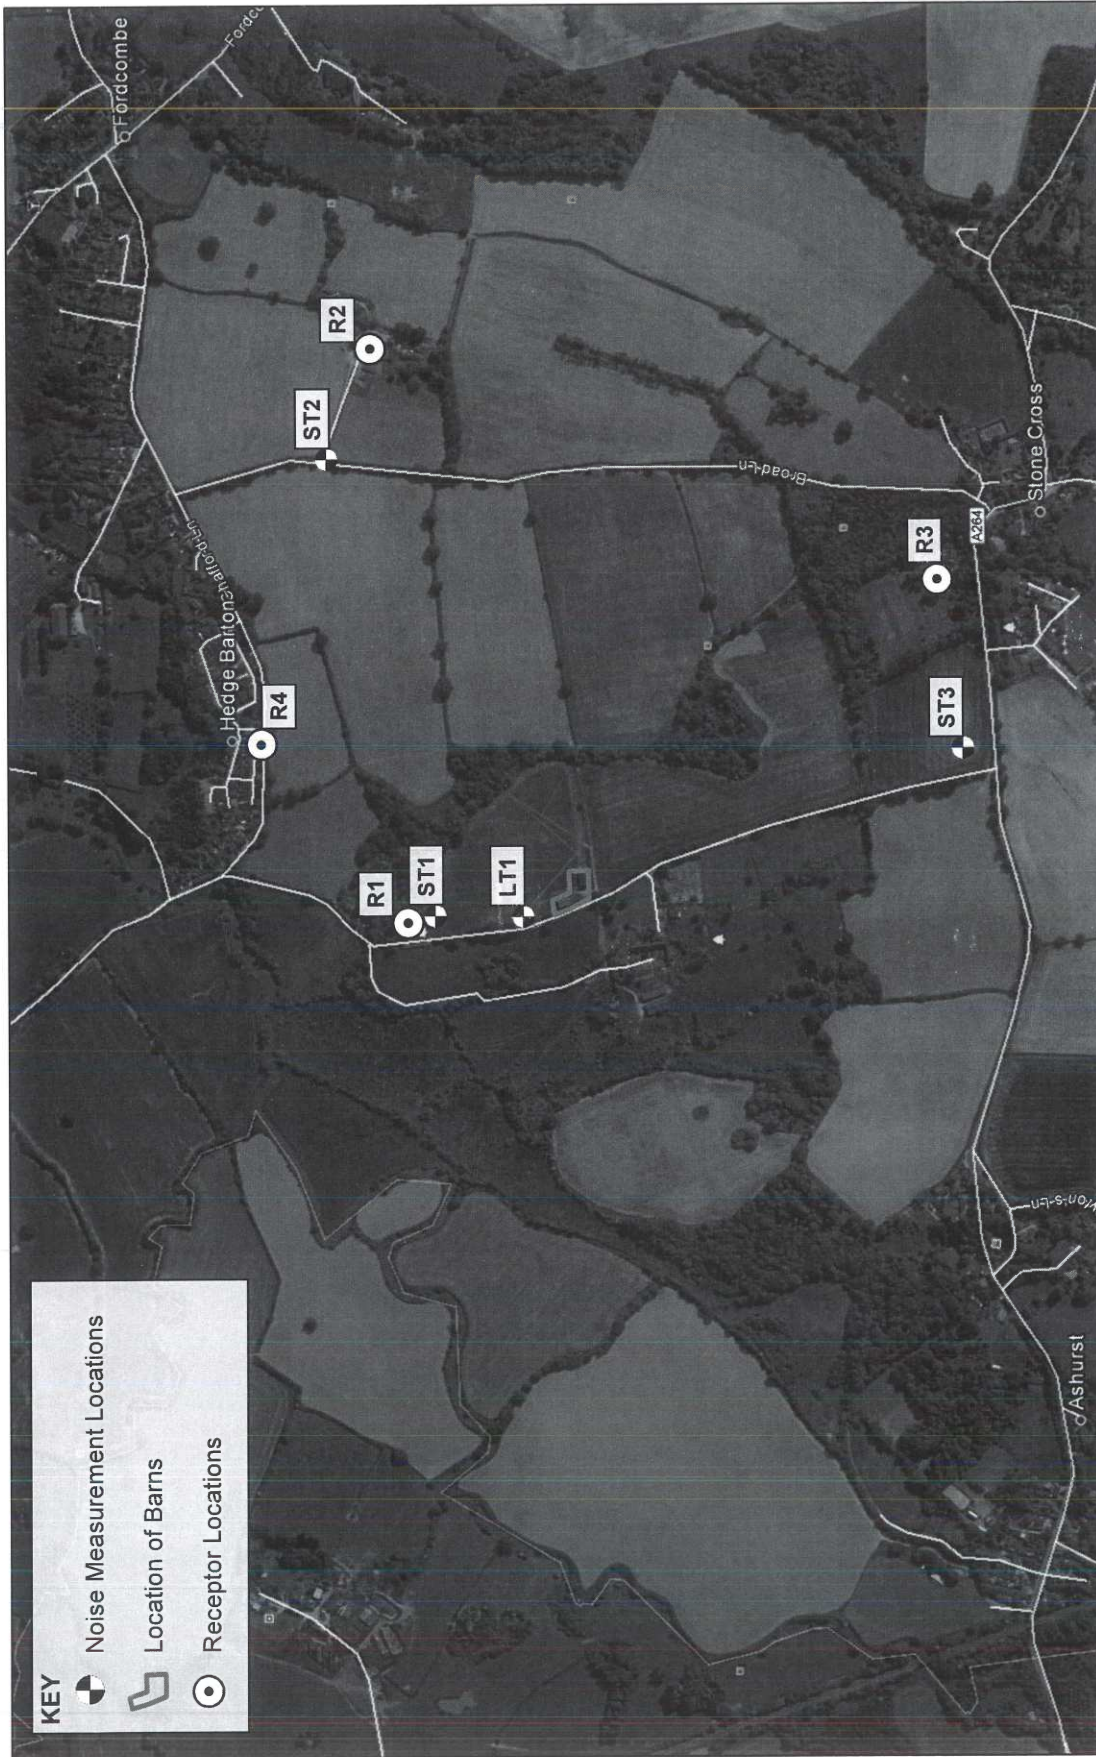 KEY
Noise Measurement Locations
Location of Barns
Receptor Locations
Fordcombe
R2
ST2
Hedge Barton
R4
R1
ST1
LT1
Broad-Ln
Stone Cross
A264
R3
ST3
Ashurst